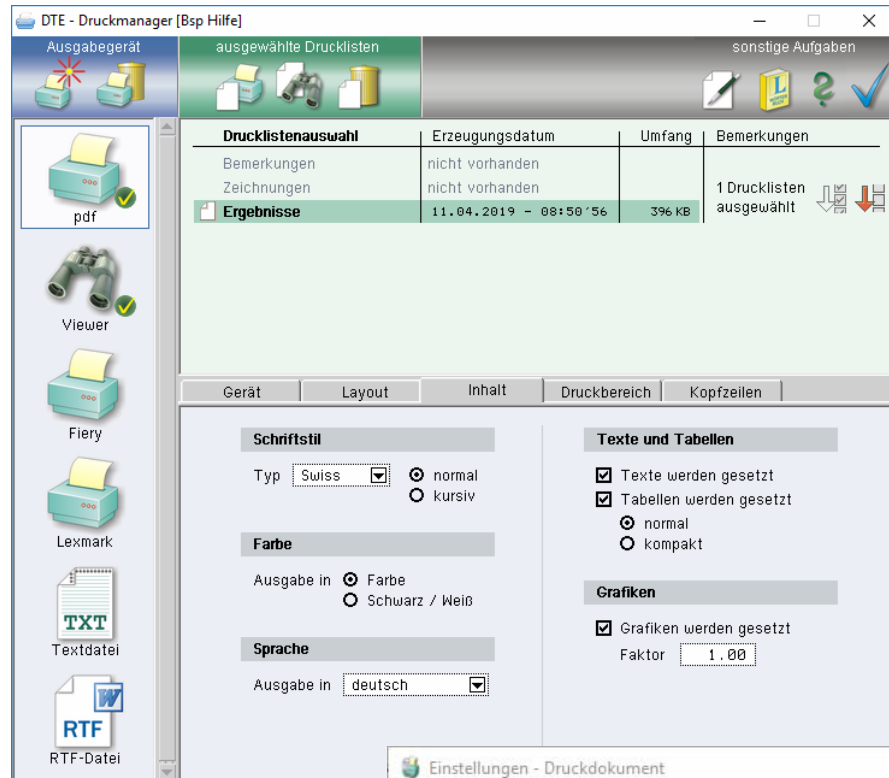 DTE - Druckmanager [Bsp Hilfe]
Ausgabegerät
ausgewählte Drucklisten
sonstige Aufgaben
pdf
Viewer
Fiery
Lexmark
TXT
Textdatei
RTF
RTF-Datei
Drucklistenauswahl Erzeugungsdatum Umfang Bemerkungen
Bemerkungen nicht vorhanden
Zeichnungen nicht vorhanden
Ergebnisse 11.04.2019 - 08:50'56 396 KB
1 Drucklisten
ausgewählt
Gerät Layout Inhalt Druckbereich Kopfzeilen
Schriftstil
Typ Swiss normal
kursiv
Farbe
Ausgabe in Farbe
Schwarz / Weiß
Sprache
Ausgabe in deutsch
Texte und Tabellen
Texte werden gesetzt
Tabellen werden gesetzt
normal
kompakt
Grafiken
Grafiken werden gesetzt
Faktor 1.00
Einstellungen - Druckdokument